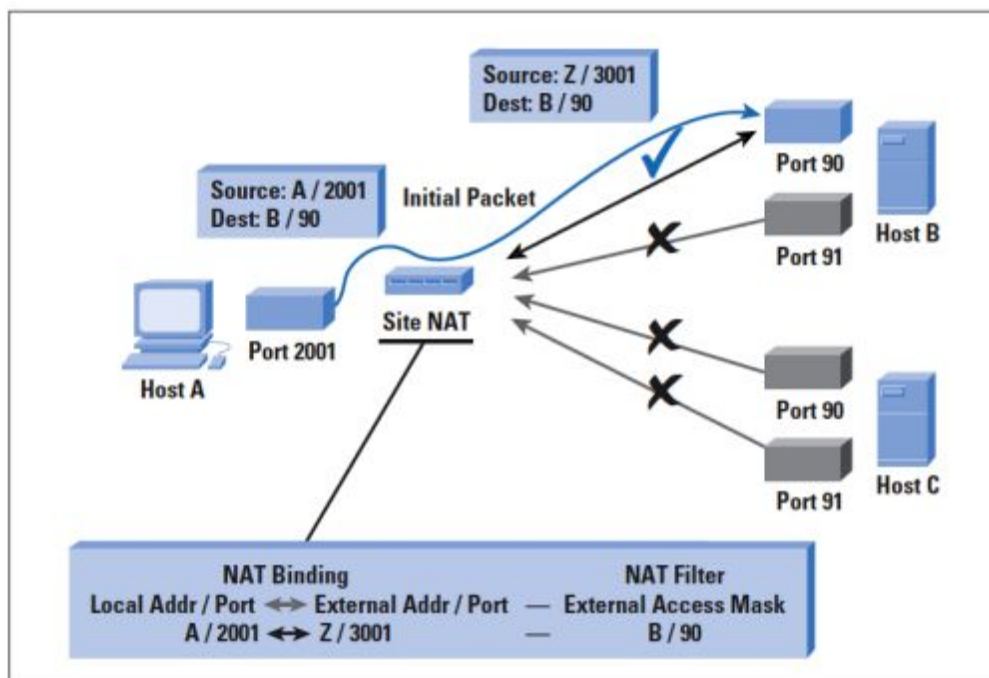 Source: Z / 3001
Dest: B / 90
Source: A / 2001
Dest: B / 90
Initial Packet
Port 90
Host B
Port 91
Site NAT
Port 2001
Host A
Port 90
Host C
Port 91
NAT Binding NAT Filter
Local Addr / Port External Addr / Port — External Access Mask
A / 2001 Z / 3001 — B / 90